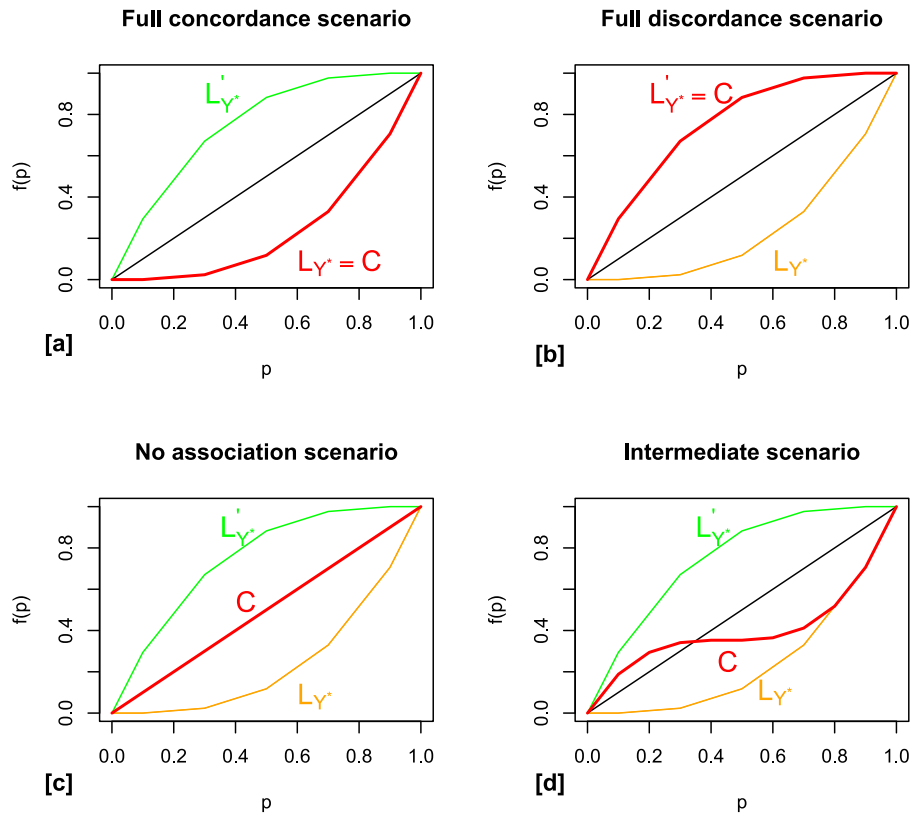 Full concordance scenario
L'Y*
LY* = C
f(p)
0.0 0.4 0.8
0.0 0.2 0.4 0.6 0.8 1.0
[a]
p
Full discordance scenario
L'Y* = C
LY*
f(p)
0.0 0.4 0.8
0.0 0.2 0.4 0.6 0.8 1.0
[b]
p
No association scenario
L'Y*
C
LY*
f(p)
0.0 0.4 0.8
0.0 0.2 0.4 0.6 0.8 1.0
[c]
p
Intermediate scenario
L'Y*
C
LY*
f(p)
0.0 0.4 0.8
0.0 0.2 0.4 0.6 0.8 1.0
[d]
p